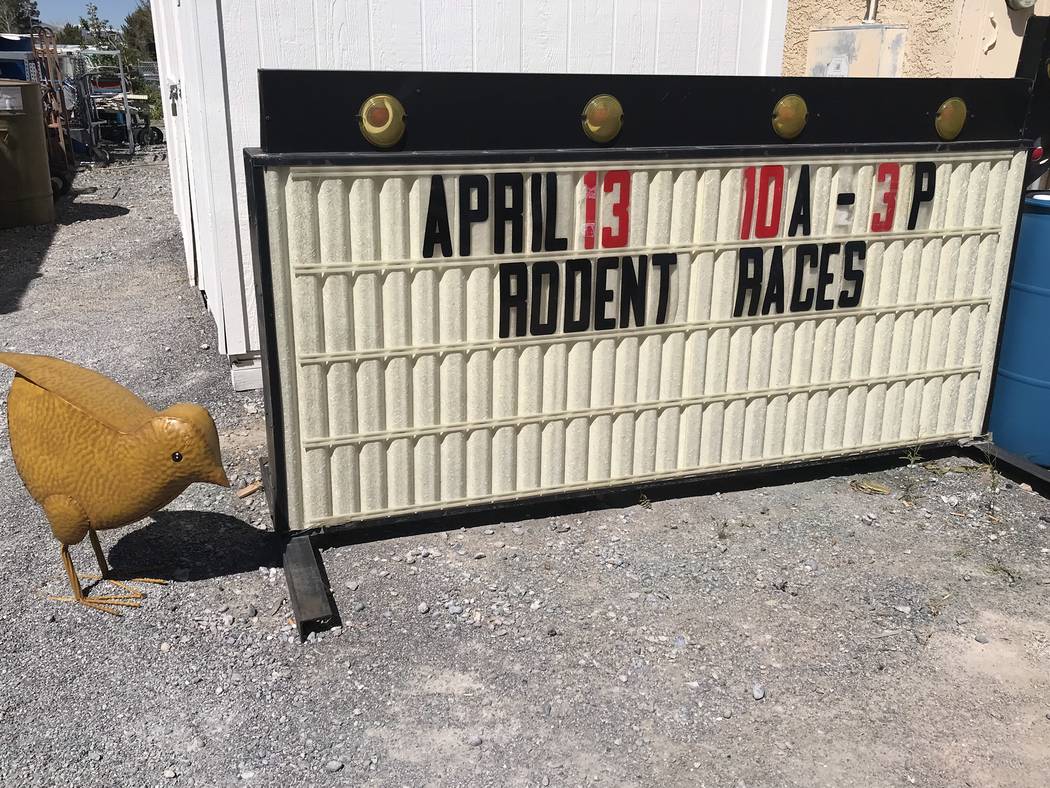 APRIL 13 10A - 3P
RODENT RACES